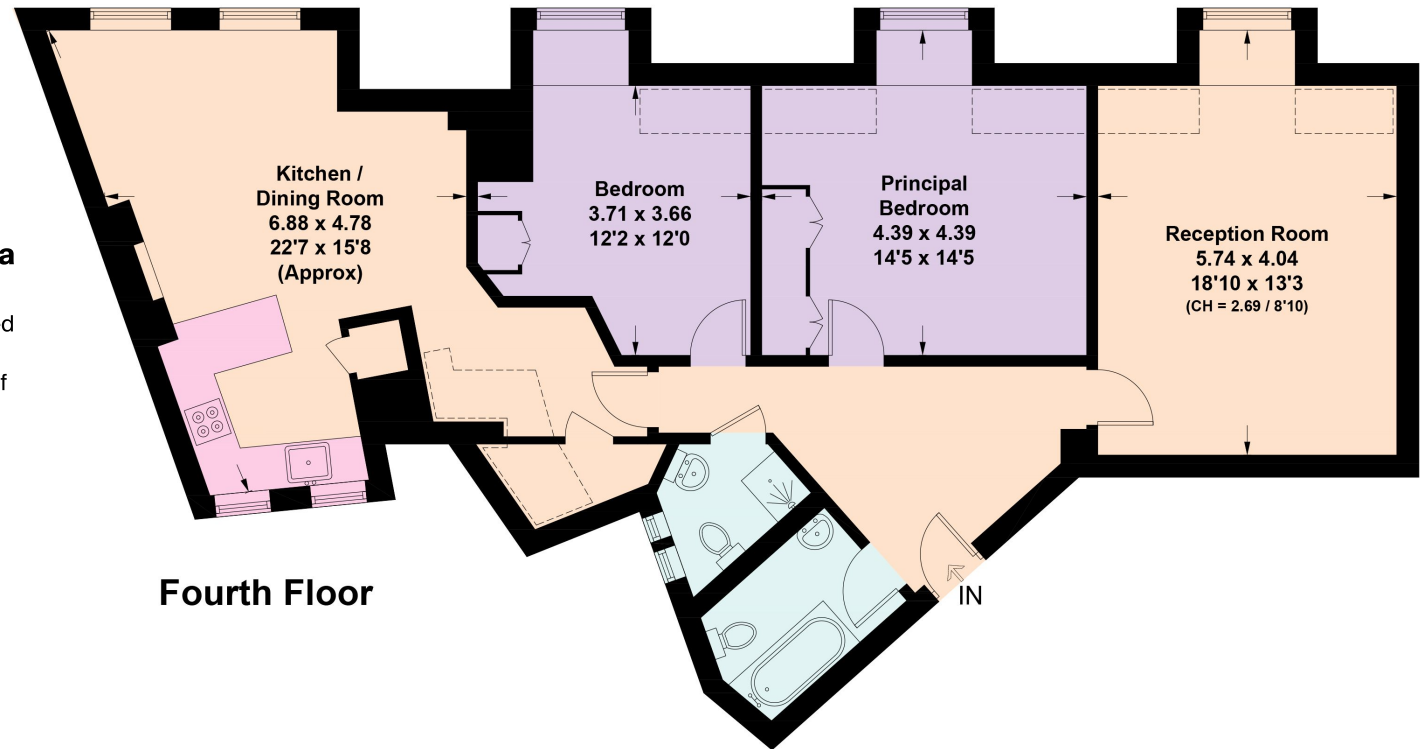 a
ed
f
Kitchen /
Dining Room
6.88 x 4.78
22'7 x 15'8
(Approx)
Bedroom
3.71 x 3.66
12'2 x 12'0
Principal
Bedroom
4.39 x 4.39
14'5 x 14'5
Reception Room
5.74 x 4.04
18'10 x 13'3
(CH = 2.69 / 8'10)
Fourth Floor
IN